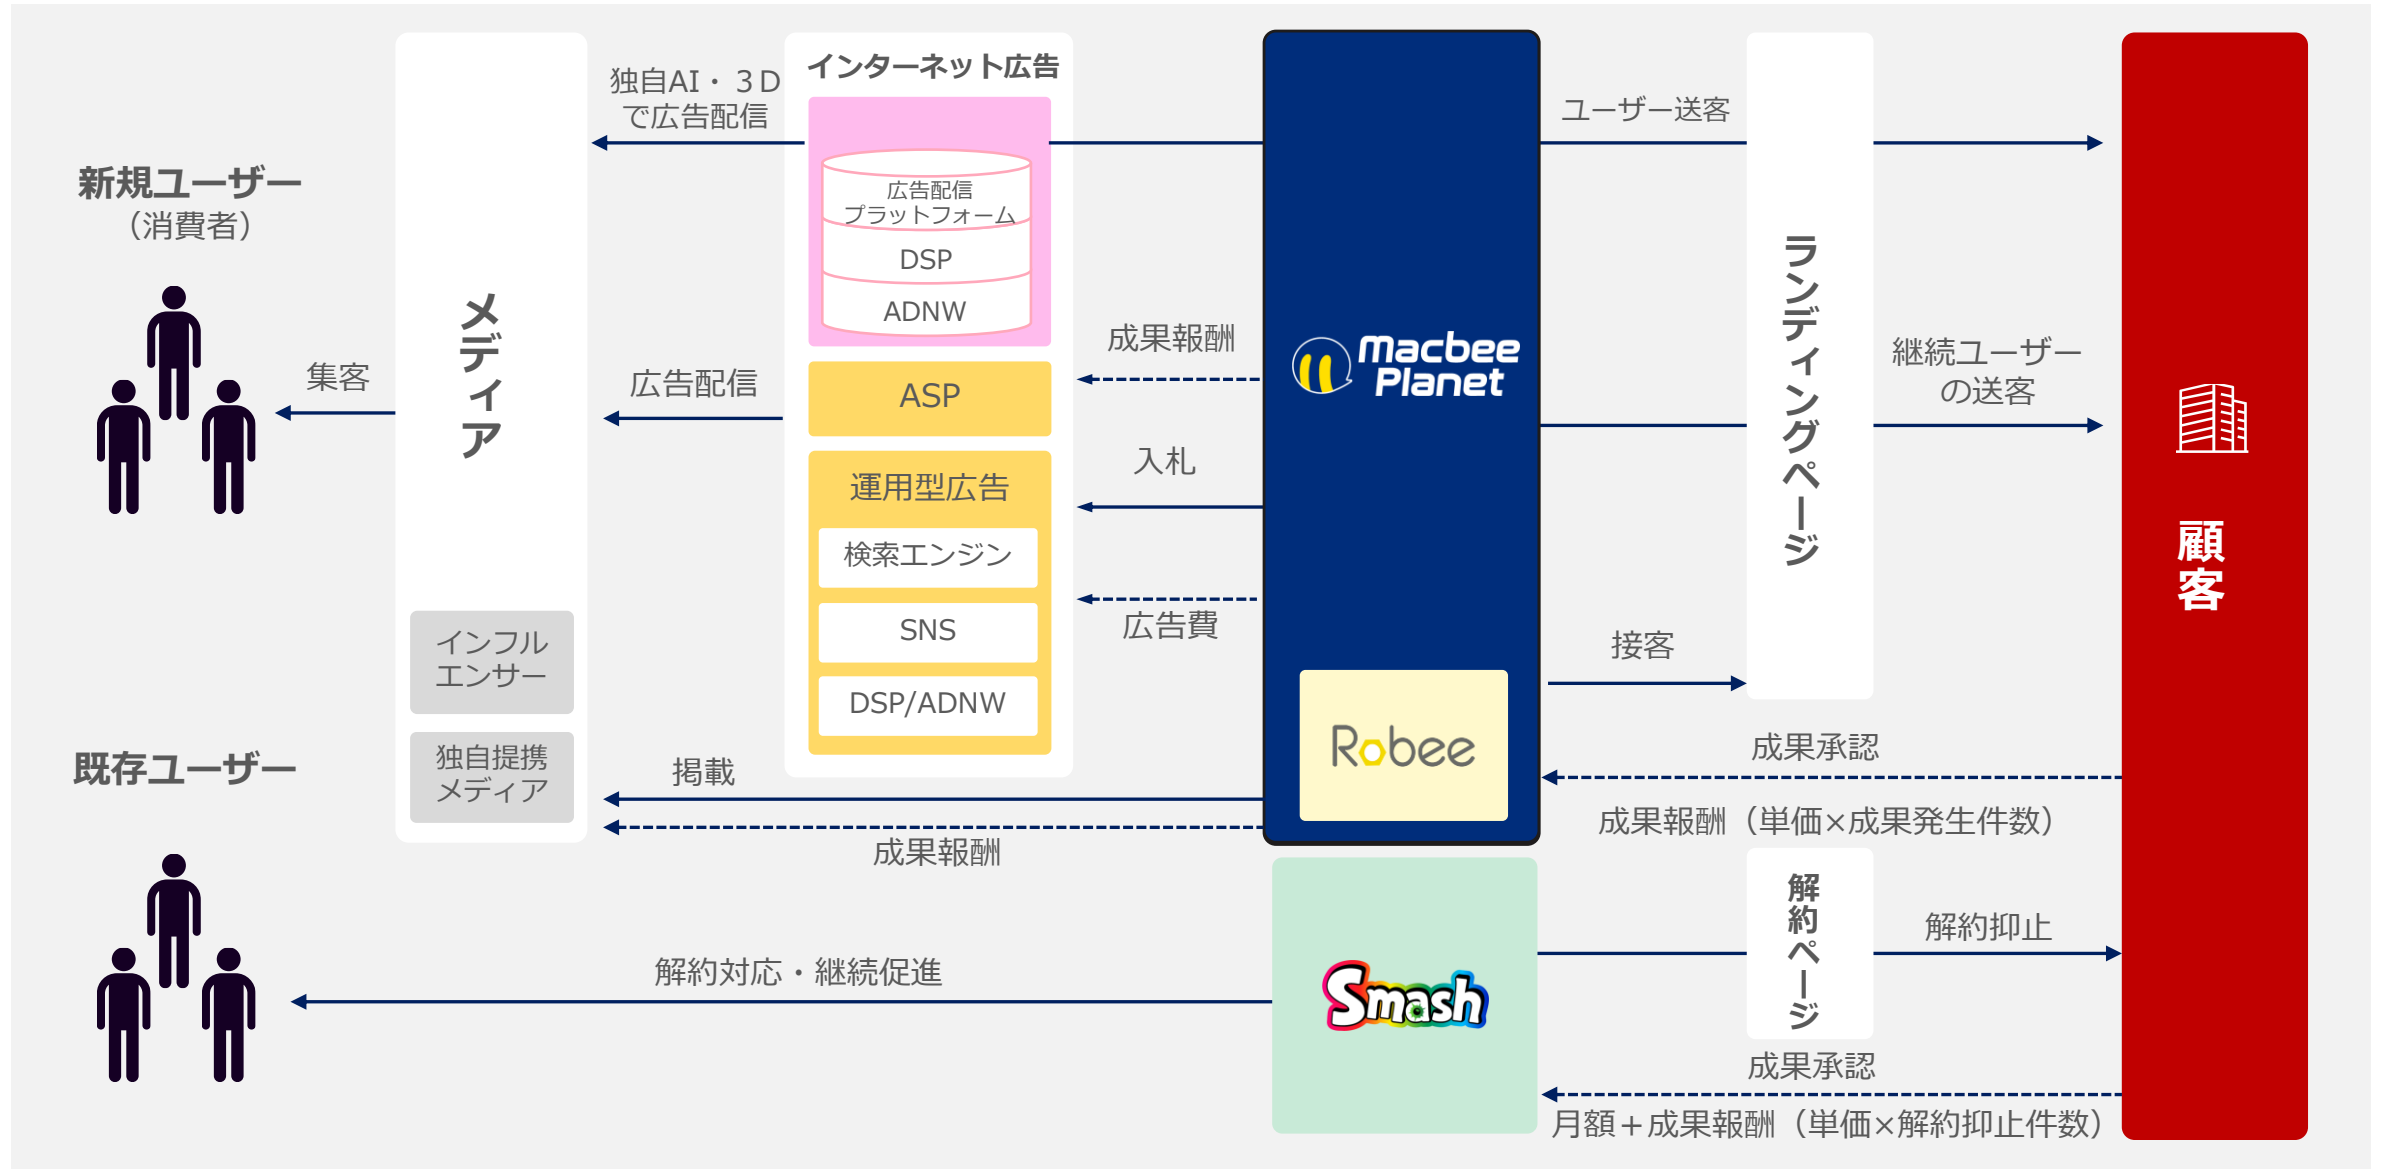 新規ユーザー
（消費者）
集客
既存ユーザー
メディア
インフル
エンサー
独自提携
メディア
独自AI・３D
で広告配信
広告配信
掲載
成果報酬
解約対応・継続促進
インターネット広告
広告配信
プラットフォーム
DSP
ADNW
ASP
運用型広告
検索エンジン
SNS
DSP/ADNW
成果報酬
入札
広告費
Macbee
Planet
Robee
Smash
ユーザー送客
接客
ランディングページ
継続ユーザー
の送客
成果承認
成果報酬（単価×成果発生件数）
解約ページ
解約抑止
成果承認
月額＋成果報酬（単価×解約抑止件数）
顧客